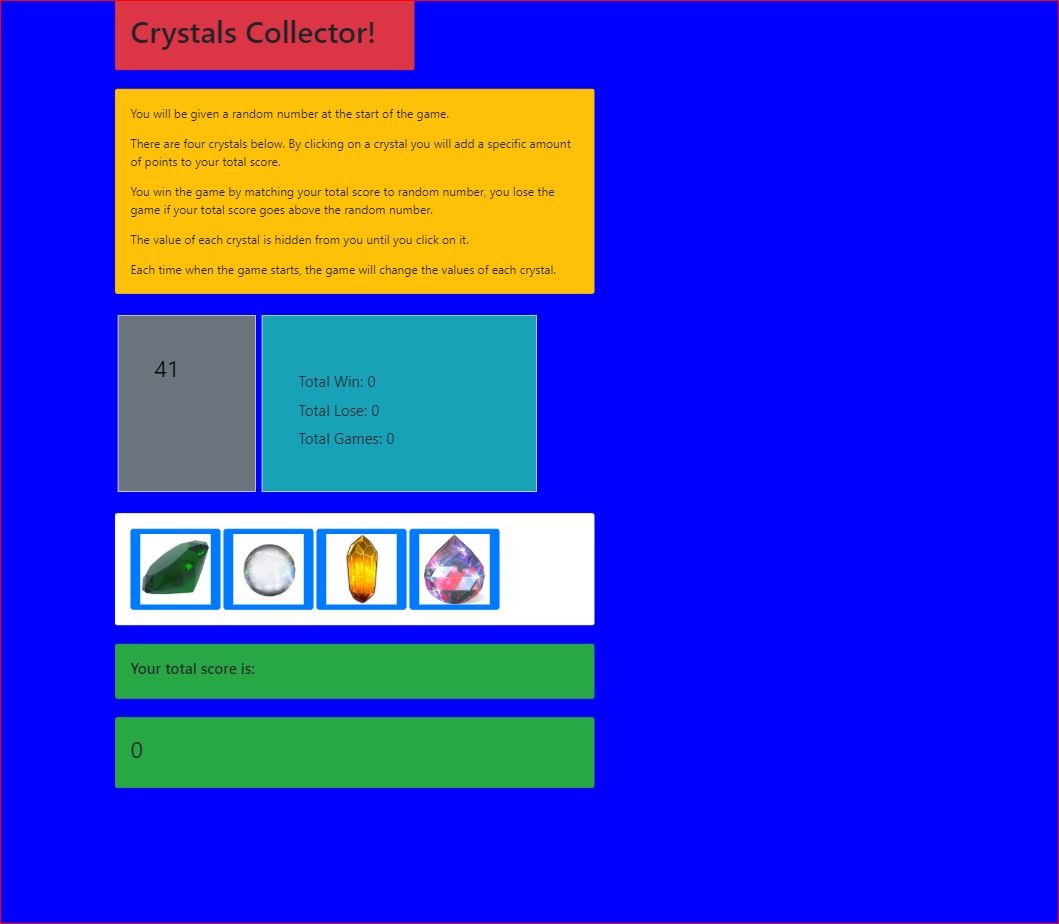 Crystals Collector!
You will be given a random number at the start of the game.
There are four crystals below. By clicking on a crystal you will add a specific amount
of points to your total score.
You win the game by matching your total score to random number, you lose the
game if your total score goes above the random number.
The value of each crystal is hidden from you until you click on it.
Each time when the game starts, the game will change the values of each crystal.
41
Total Win: 0
Total Lose: 0
Total Games: 0
Your total score is:
0